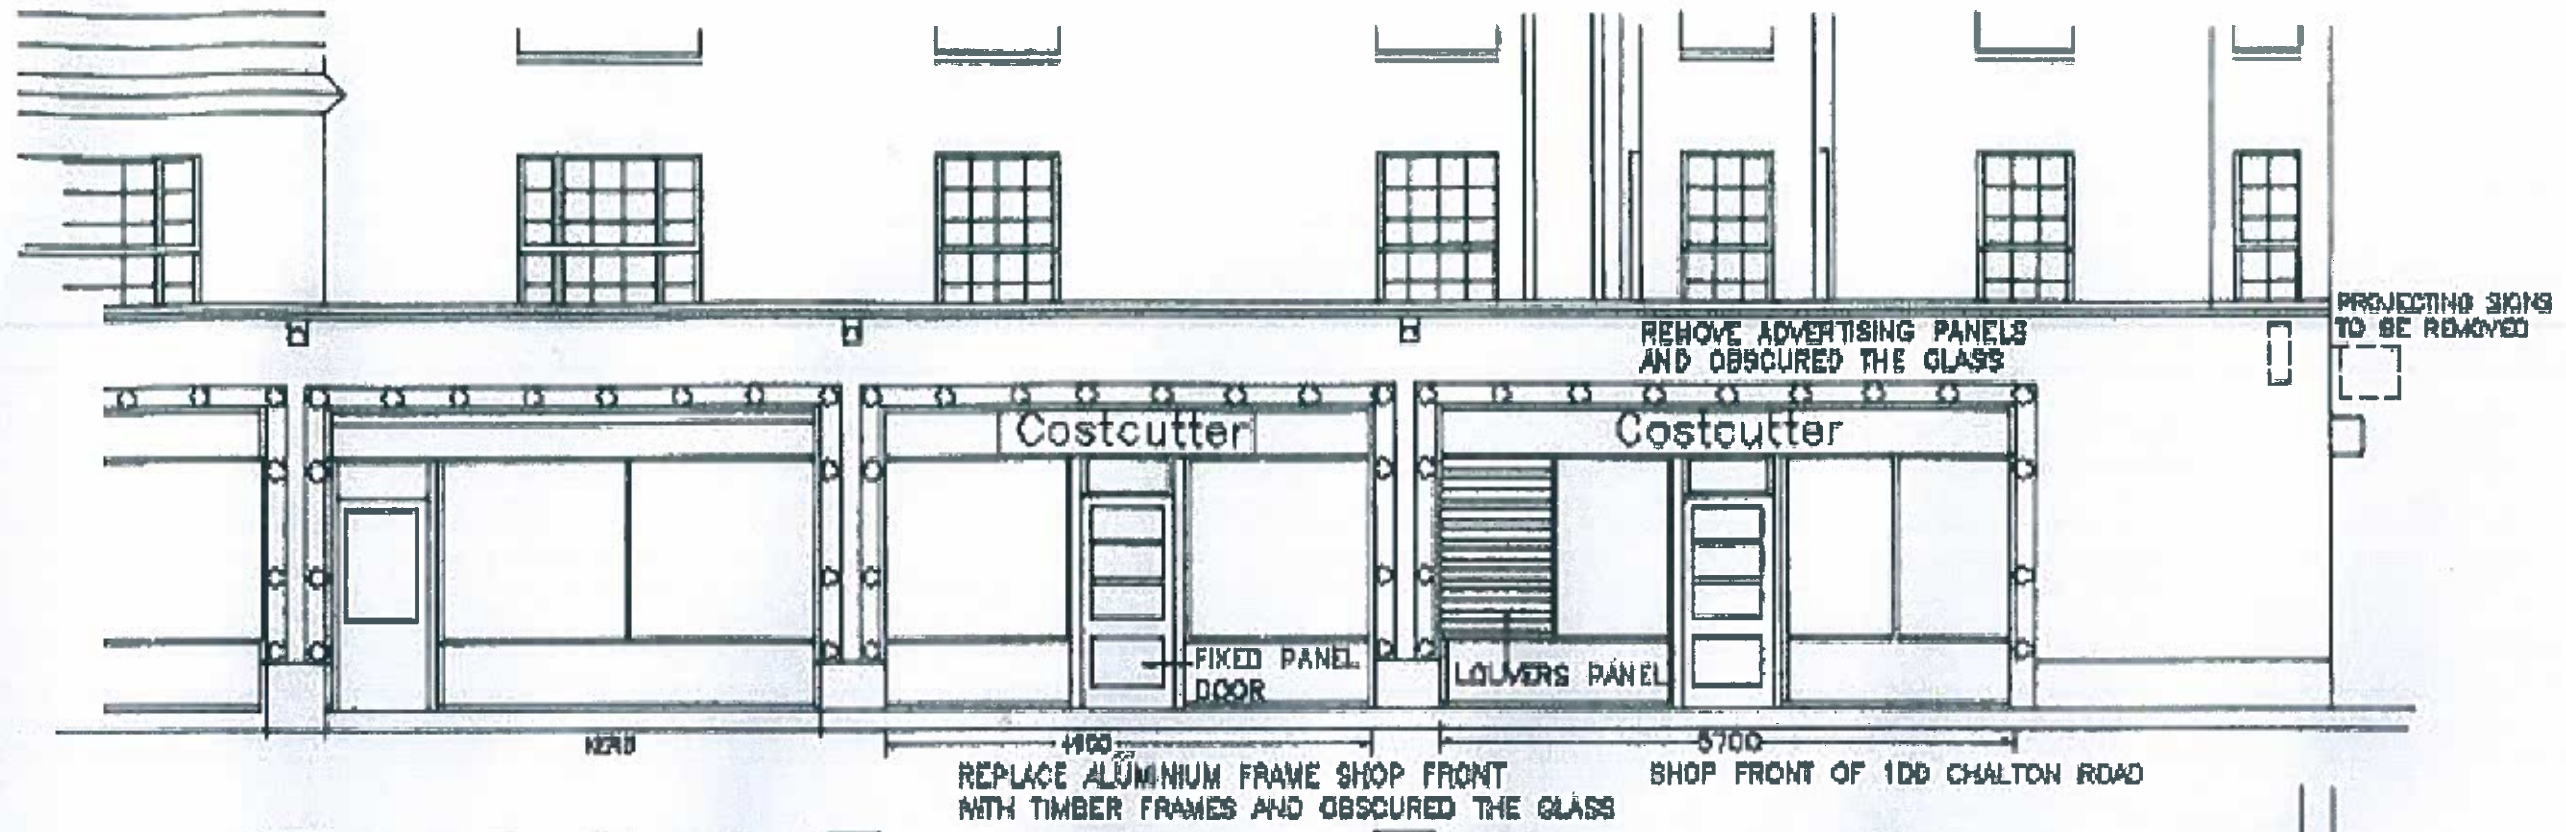 PROJECTING SIGNS
TO BE REMOVED
REMOVE ADVERTISING PANELS
AND OBSCURED THE GLASS
Costcutter
Costcutter
FIXED PANEL
DOOR
LOUVERS PANEL
5700
REPLACE ALUMINIUM FRAME SHOP FRONT
WITH TIMBER FRAMES AND OBSCURED THE GLASS
SHOP FRONT OF 100 CHALTON ROAD